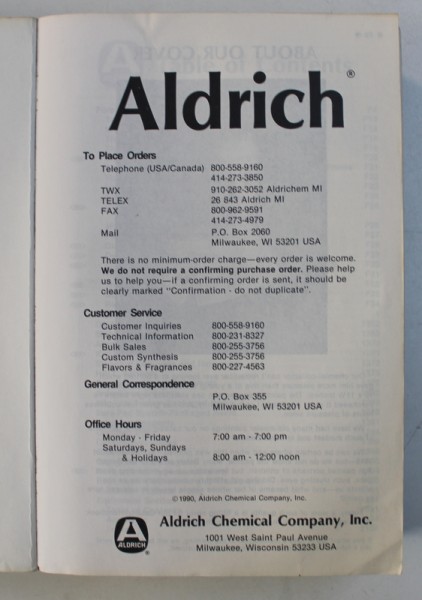 Aldrich®
To Place Orders
Telephone (USA/Canada) 800-558-9160
414-273-3850
TWX 910-262-3052 Aldrichem MI
TELEX 26 843 Aldrich MI
FAX 800-962-9591
414-273-4979
Mail P.O. Box 2060
Milwaukee, WI 53201 USA
There is no minimum-order charge—every order is welcome.
We do not require a confirming purchase order. Please help
us to help you—if a confirming order is sent, it should be
clearly marked "Confirmation - do not duplicate".
Customer Service
Customer Inquiries 800-558-9160
Technical Information 800-231-8327
Bulk Sales 800-255-3756
Custom Synthesis 800-255-3756
Flavors & Fragrances 800-227-4563
General Correspondence
P.O. Box 355
Milwaukee, WI 53201 USA
Office Hours
Monday - Friday 7:00 am - 7:00 pm
Saturdays, Sundays
& Holidays 8:00 am - 12:00 noon
©1990, Aldrich Chemical Company, Inc.
ALDRICH®
Aldrich Chemical Company, Inc.
1001 West Saint Paul Avenue
Milwaukee, Wisconsin 53233 USA